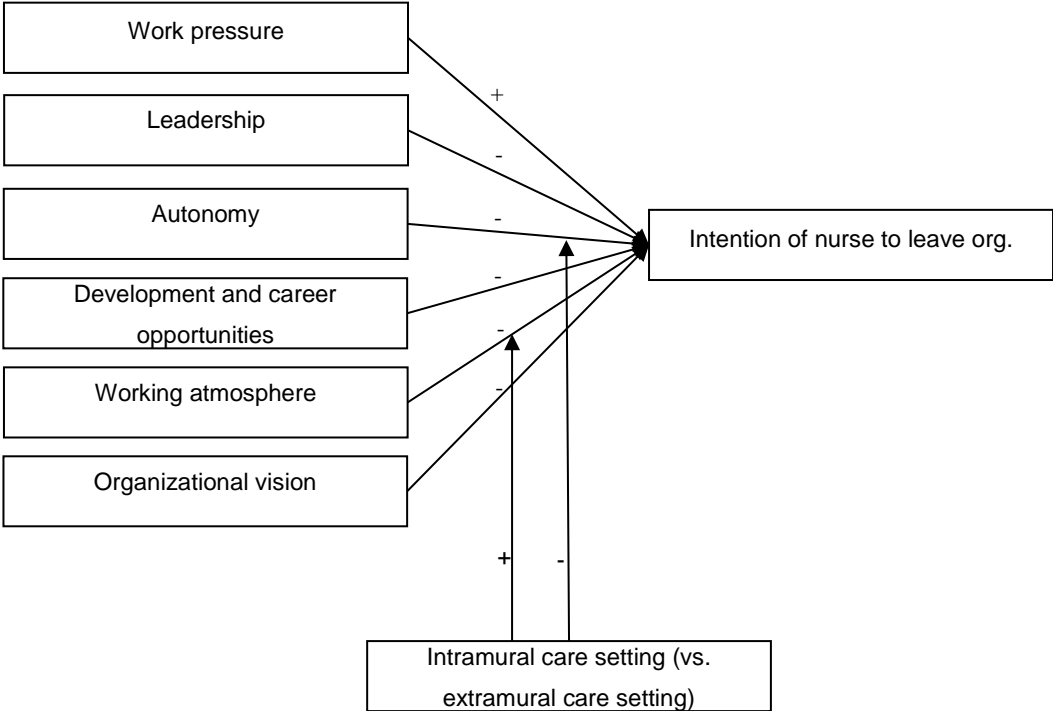 Work pressure
+
Leadership
-
Autonomy
-
Intention of nurse to leave org.
-
Development and career
opportunities
-
Working atmosphere
-
Organizational vision
+
-
Intramural care setting (vs.
extramural care setting)